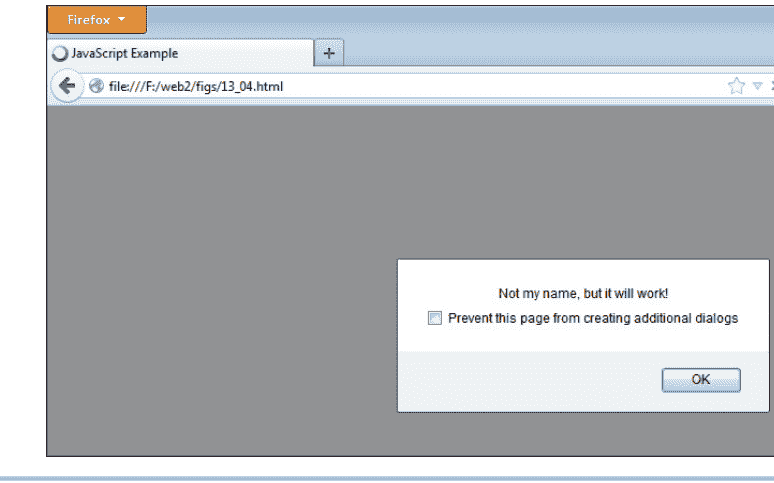 Firefox
JavaScript Example
file:///F:/web2/figs/13_04.html
Not my name, but it will work!
Prevent this page from creating additional dialogs
OK